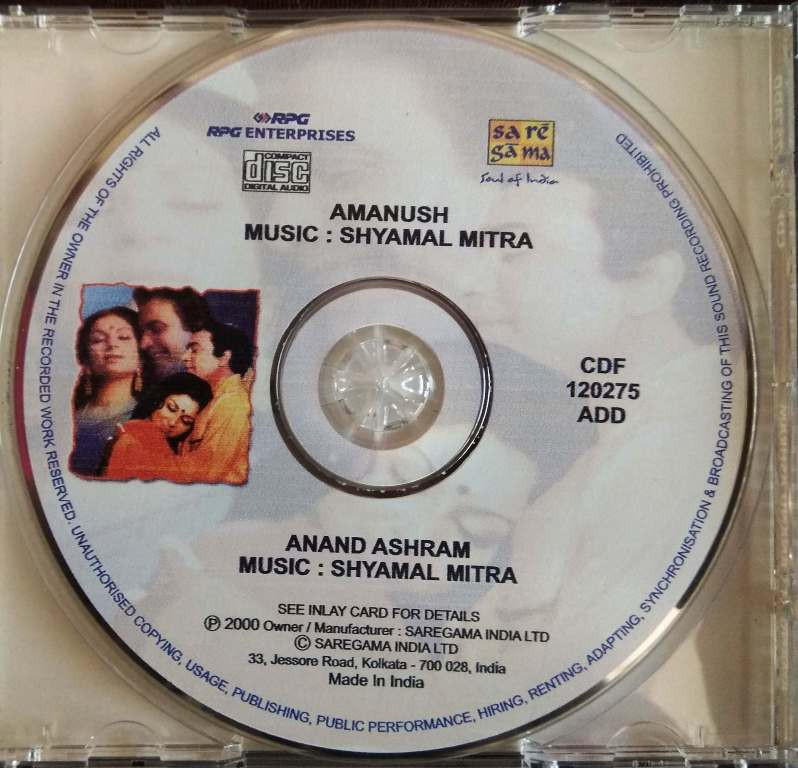 RPG
RPG ENTERPRISES
COMPACT
disc
DIGITAL AUDIO
sa rē
gā ma
Soul of India
AMANUSH
MUSIC : SHYAMAL MITRA
CDF
120275
ADD
ANAND ASHRAM
MUSIC : SHYAMAL MITRA
SEE INLAY CARD FOR DETAILS
Ⓟ 2000 Owner / Manufacturer : SAREGAMA INDIA LTD
© SAREGAMA INDIA LTD
33, Jessore Road, Kolkata - 700 028, India
Made In India
ALL RIGHTS OF THE OWNER IN THE RECORDED WORK RESERVED. UNAUTHORISED COPYING, USAGE, PUBLISHING, PUBLIC PERFORMANCE, HIRING, RENTING, ADAPTING, SYNCHRONISATION & BROADCASTING OF THIS SOUND RECORDING PROHIBITED